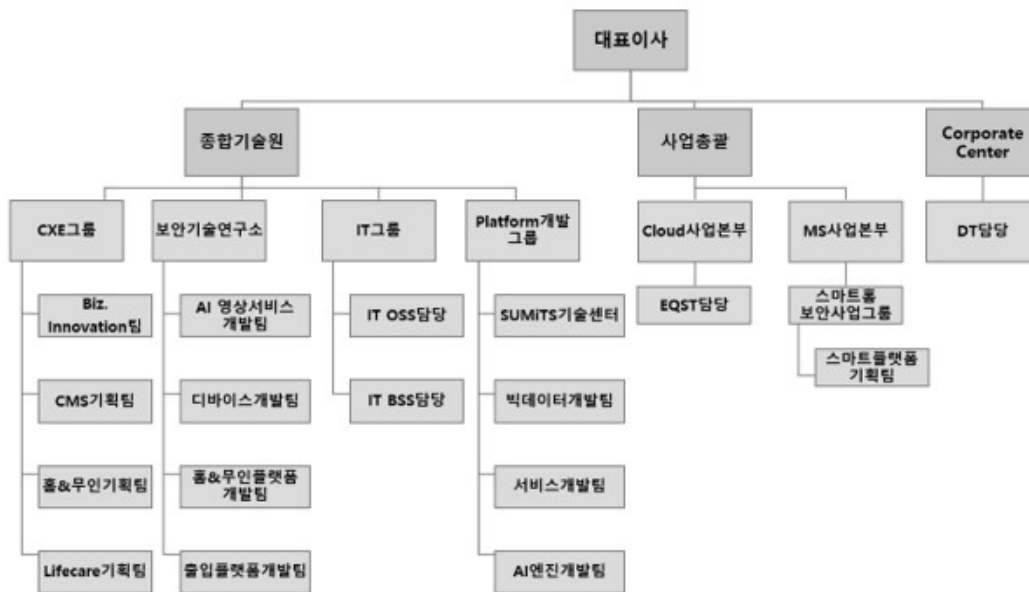 대표이사
종합기술원
사업총괄
Corporate
Center
CXE그룹
보안기술연구소
IT그룹
Platform개발
그룹
Cloud사업본부
MS사업본부
DT담당
Biz.
Innovation팀
AI 영상서비스
개발팀
IT OSS담당
SUMiTS기술센터
EQST담당
스마트홈
보안사업그룹
스마트플랫폼
기획팀
CMS기획팀
디바이스개발팀
IT BSS담당
빅데이터개발팀
홈&무인기획팀
홈&무인플랫폼
개발팀
서비스개발팀
Lifecare기획팀
출입플랫폼개발팀
AI엔진개발팀